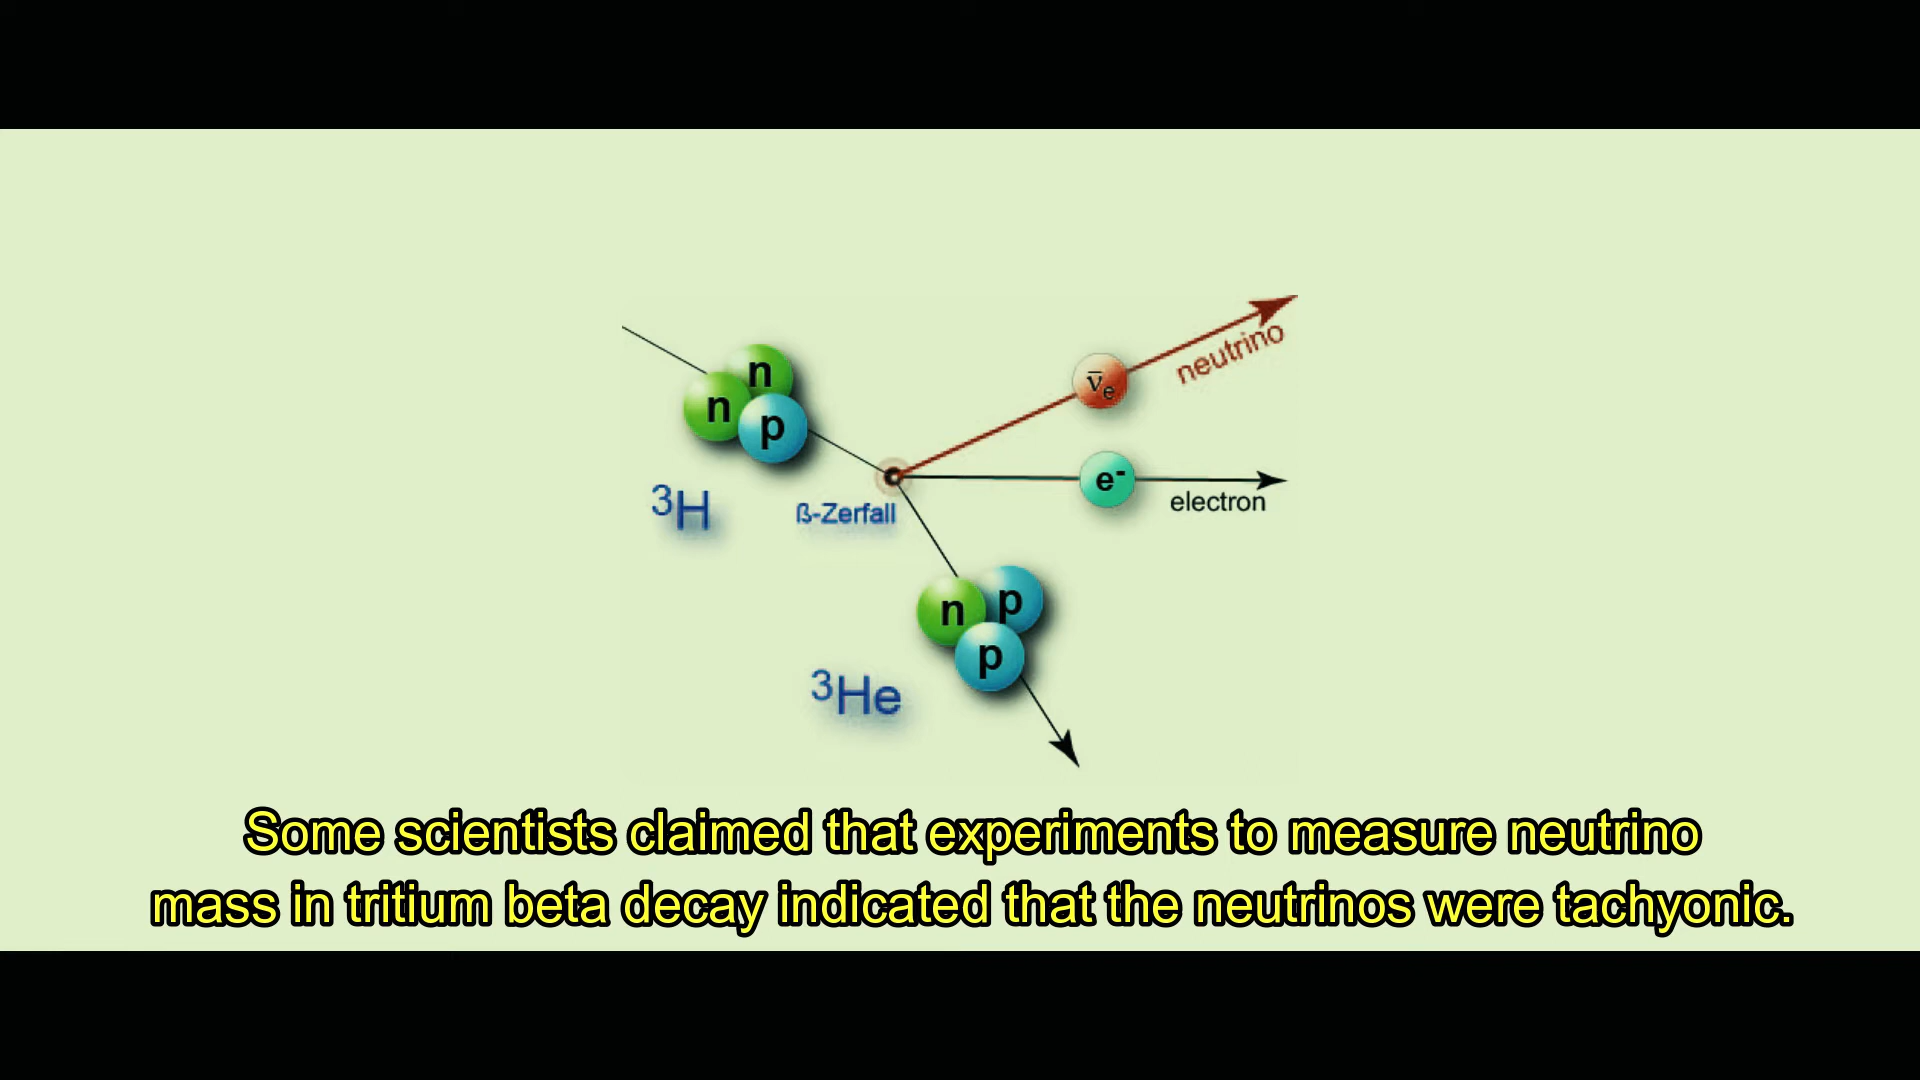 n
n
p
³H
ß-Zerfall
ν̄ₑ
neutrino
e⁻
electron
n
p
p
³He
Some scientists claimed that experiments to measure neutrino
mass in tritium beta decay indicated that the neutrinos were tachyonic.